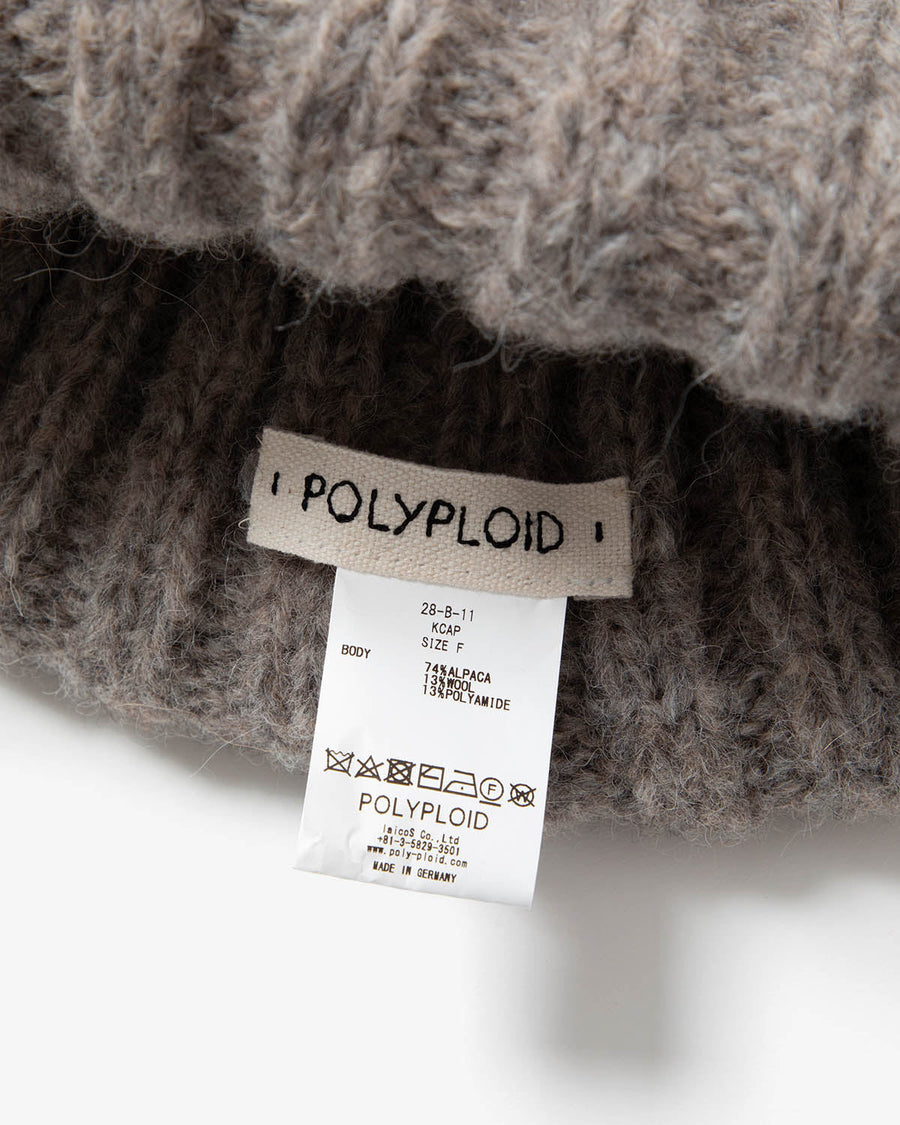 POLYPLOID
28-B-11
KCAP
SIZE F
BODY
74%ALPACA
13%WOOL
13%POLYAMIDE
F
W
POLYPLOID
laicoS Co.,Ltd
+81-3-5829-3501
www.poly-ploid.com
MADE IN GERMANY